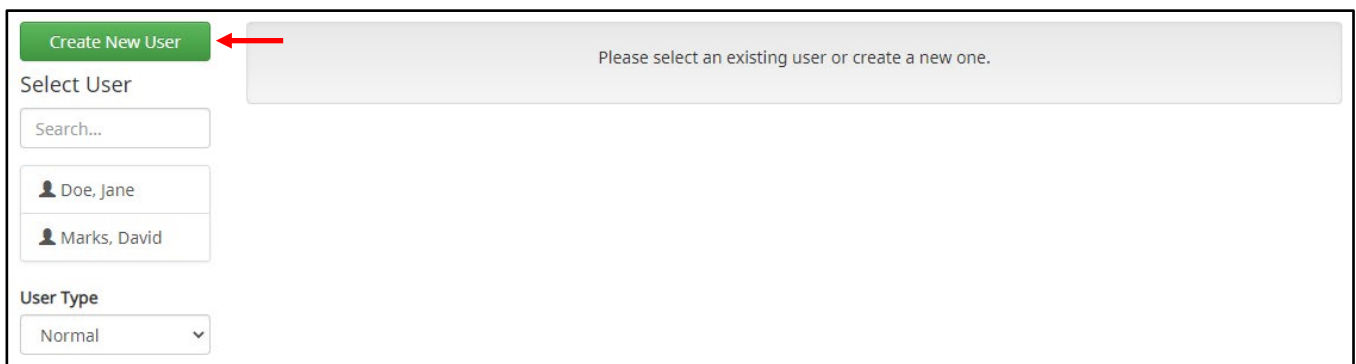 Create New User
Please select an existing user or create a new one.
Select User
Search...
Doe, Jane
Marks, David
User Type
Normal